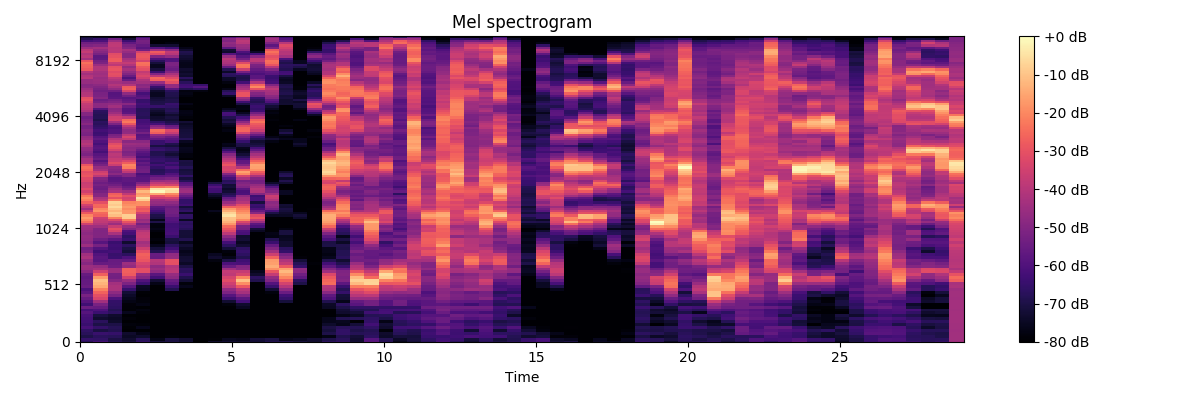 Mel spectrogram
Hz
8192
4096
2048
1024
512
0
0 5 10 15 20 25
Time
+0 dB
-10 dB
-20 dB
-30 dB
-40 dB
-50 dB
-60 dB
-70 dB
-80 dB